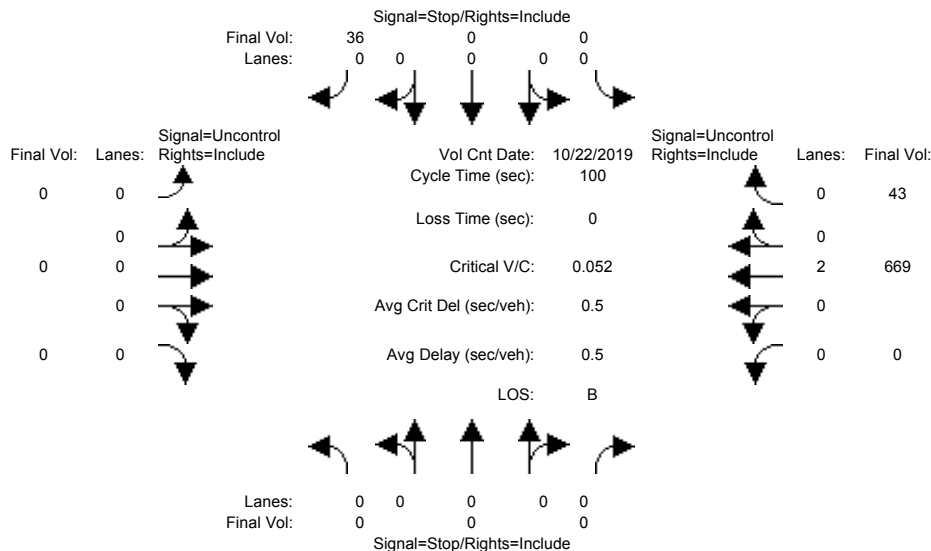 Signal=Stop/Rights=Include
Final Vol: 36 0 0
Lanes: 0 0 0 0 0
Signal=Uncontrol
Final Vol: Lanes: Rights=Include
0 0
0
0 0
0
0 0
Vol Cnt Date: 10/22/2019
Cycle Time (sec): 100
Loss Time (sec): 0
Critical V/C: 0.052
Avg Crit Del (sec/veh): 0.5
Avg Delay (sec/veh): 0.5
LOS: B
Signal=Uncontrol
Rights=Include Lanes: Final Vol:
0 43
0
2 669
0
0 0
Lanes: 0 0 0 0 0
Final Vol: 0 0 0
Signal=Stop/Rights=Include